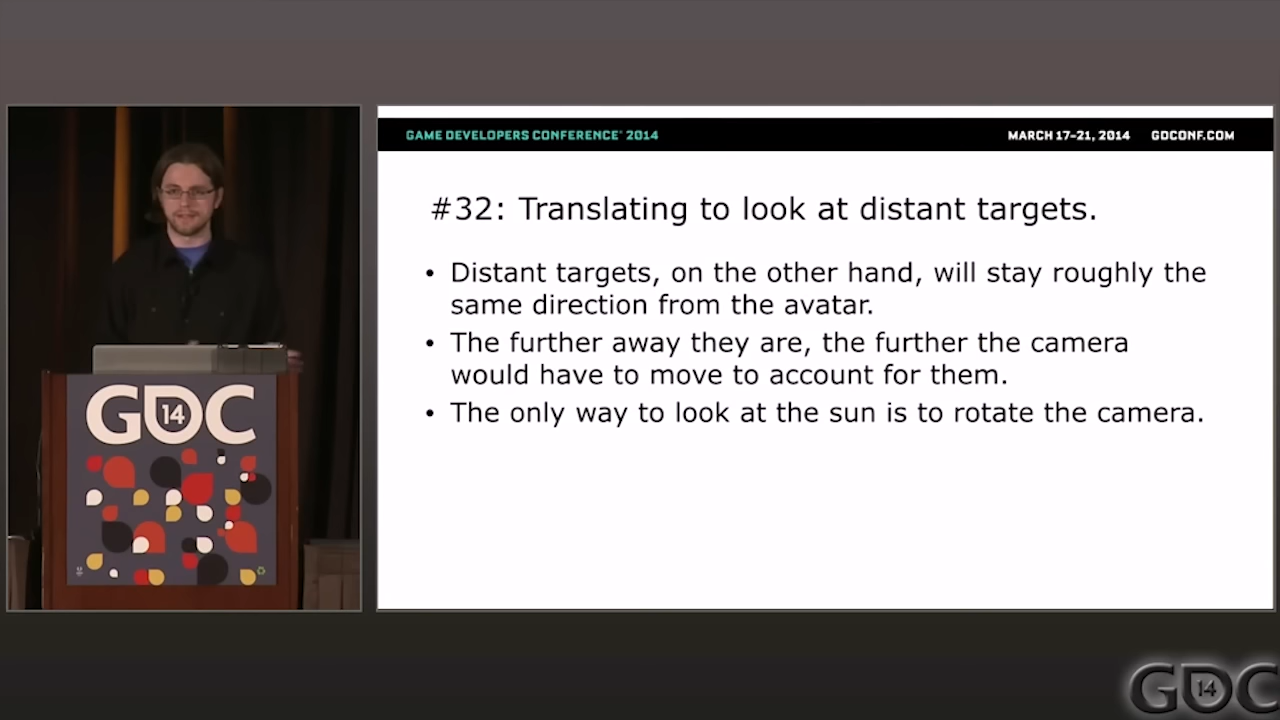 GAME DEVELOPERS CONFERENCE® 2014
MARCH 17–21, 2014 GDCONF.COM
#32: Translating to look at distant targets.
• Distant targets, on the other hand, will stay roughly the
same direction from the avatar.
• The further away they are, the further the camera
would have to move to account for them.
• The only way to look at the sun is to rotate the camera.
GDC
14
GDC
14